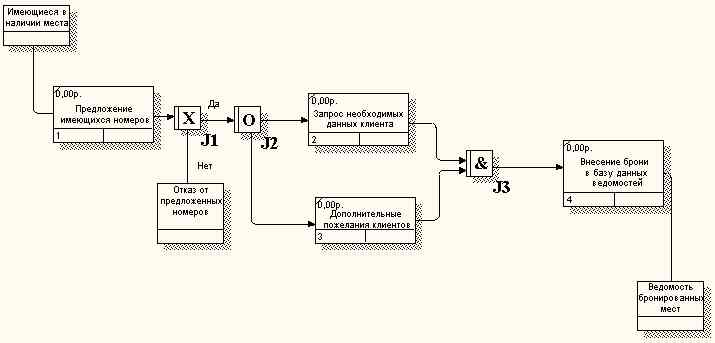 Имеющиеся в
наличии места
0,00р.
Предложение
имеющихся номеров
1
X
J1
Да
Нет
Отказ от
предложенных
номеров
O
J2
0,00р.
Запрос необходимых
данных клиента
2
0,00р.
Дополнительные
пожелания клиентов
3
&
J3
0,00р.
Внесение брони
в базу данных
ведомостей
4
Ведомость
бронированных
мест